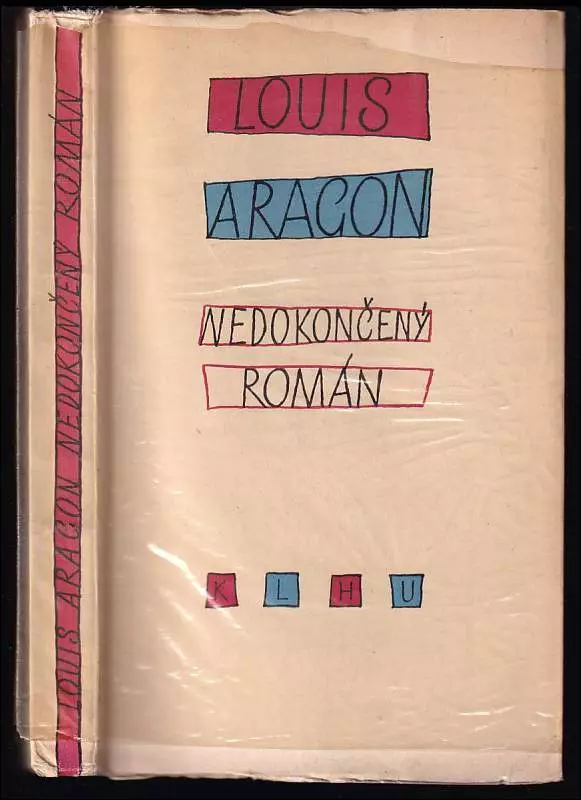 LOUIS
ARAGON
NEDOKONČENÝ
ROMÁN
K L H U
LOUIS ARAGON NEDOKONČENÝ ROMÁN